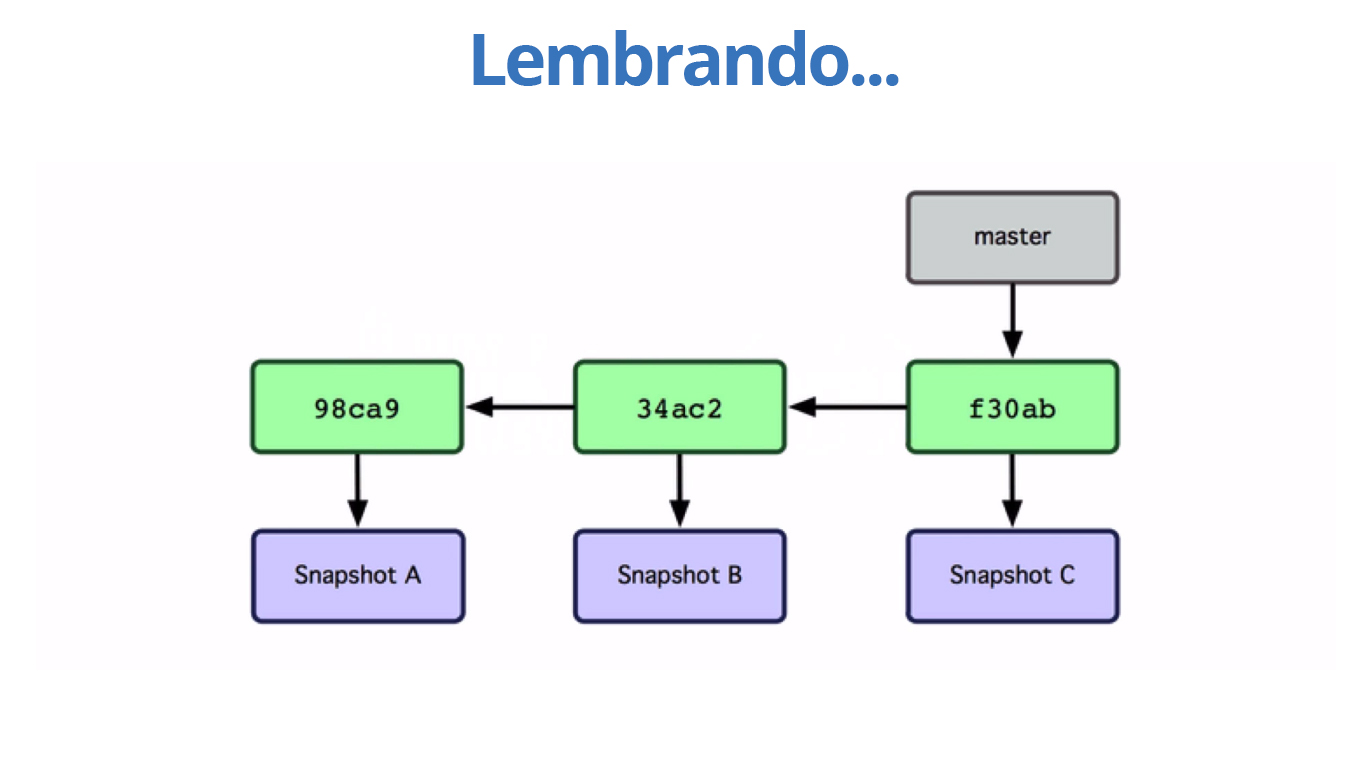 Lembrando...
master
98ca9
34ac2
f30ab
Snapshot A
Snapshot B
Snapshot C